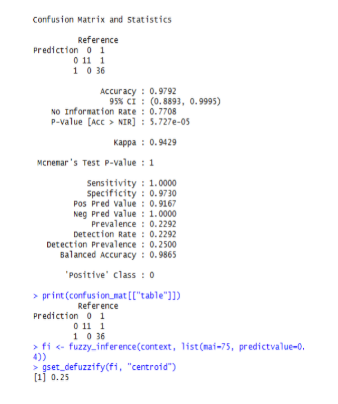 Confusion Matrix and Statistics
Reference
Prediction 0 1
0 11 1
1 0 36
Accuracy : 0.9792
95% CI : (0.8893, 0.9995)
No Information Rate : 0.7708
P-Value [Acc > NIR] : 5.727e-05
Kappa : 0.9429
Mcnemar's Test P-Value : 1
Sensitivity : 1.0000
Specificity : 0.9730
Pos Pred Value : 0.9167
Neg Pred Value : 1.0000
Prevalence : 0.2292
Detection Rate : 0.2292
Detection Prevalence : 0.2500
Balanced Accuracy : 0.9865
'Positive' Class : 0
> print(confusion_mat[["table"]])
Reference
Prediction 0 1
0 11 1
1 0 36
> fi <- fuzzy_inference(context, list(mai=75, predictvalue=0.
4))
> gset_defuzzify(fi, "centroid")
[1] 0.25